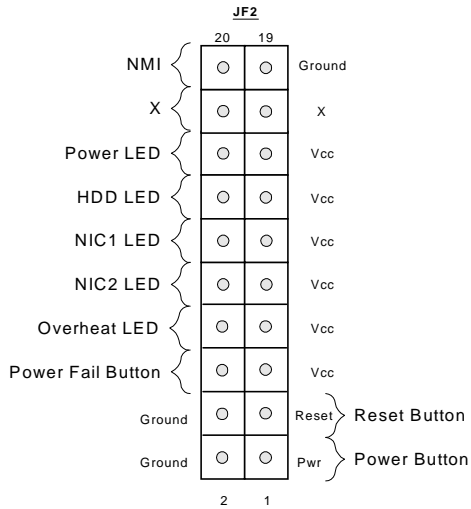 JF2
20 19
NMI Ground
X X
Power LED Vcc
HDD LED Vcc
NIC1 LED Vcc
NIC2 LED Vcc
Overheat LED Vcc
Power Fail Button Vcc
Ground Reset Reset Button
Ground Pwr Power Button
2 1